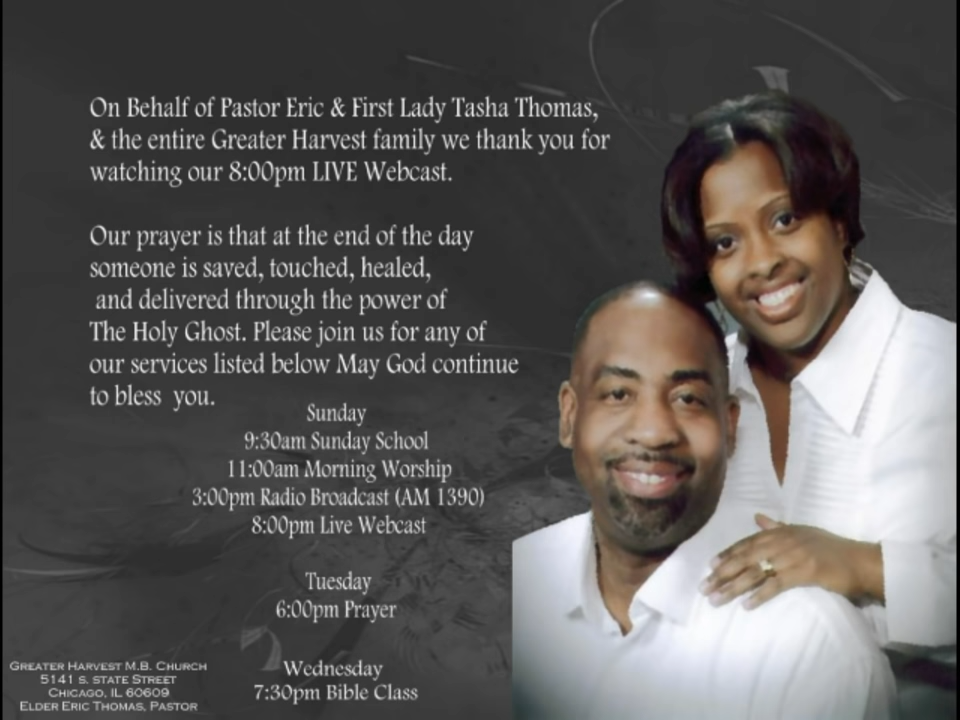 On Behalf of Pastor Eric & First Lady Tasha Thomas,
& the entire Greater Harvest family we thank you for
watching our 8:00pm LIVE Webcast.
Our prayer is that at the end of the day
someone is saved, touched, healed,
and delivered through the power of
The Holy Ghost. Please join us for any of
our services listed below May God continue
to bless you.
Sunday
9:30am Sunday School
11:00am Morning Worship
3:00pm Radio Broadcast (AM 1390)
8:00pm Live Webcast
Tuesday
6:00pm Prayer
Wednesday
7:30pm Bible Class
GREATER HARVEST M.B. CHURCH
5141 S. STATE STREET
CHICAGO, IL 60609
ELDER ERIC THOMAS, PASTOR